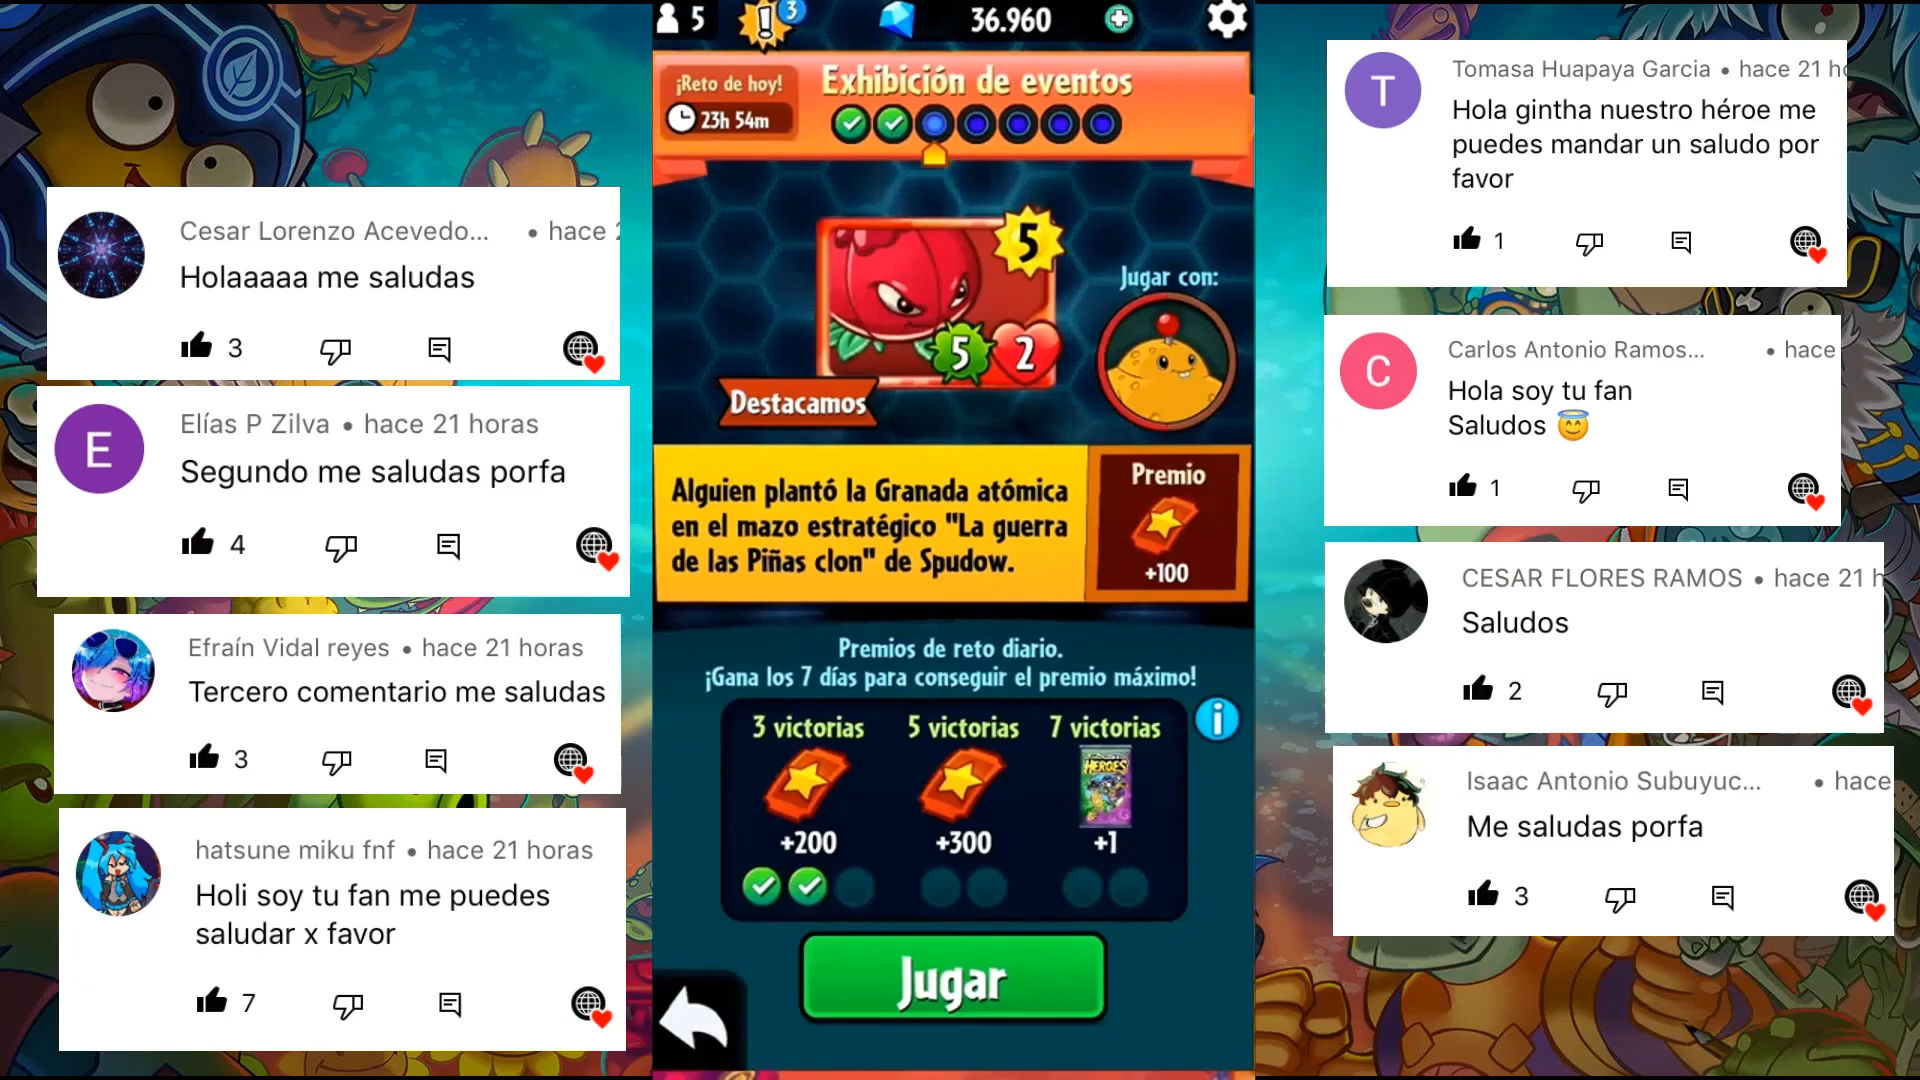 Cesar Lorenzo Acevedo... • hace
Holaaaaa me saludas
3
Elías P Zilva • hace 21 horas
E
Segundo me saludas porfa
4
Efraín Vidal reyes • hace 21 horas
Tercero comentario me saludas
3
hatsune miku fnf • hace 21 horas
Holi soy tu fan me puedes
saludar x favor
7
5
3
36.960
¡Reto de hoy!
23h 54m
Exhibición de eventos
5
5
2
Jugar con:
Destacamos
Alguien plantó la Granada atómica
en el mazo estratégico "La guerra
de las Piñas clon" de Spudow.
Premio
+100
Premios de reto diario.
¡Gana los 7 días para conseguir el premio máximo!
3 victorias 5 victorias 7 victorias
HEROES
+200 +300 +1
i
Jugar
Tomasa Huapaya Garcia • hace 21
T
Hola gintha nuestro héroe me
puedes mandar un saludo por
favor
1
Carlos Antonio Ramos... • hace
C
Hola soy tu fan
Saludos 😇
1
CESAR FLORES RAMOS • hace 21
Saludos
2
Isaac Antonio Subuyuc... • hace
Me saludas porfa
3